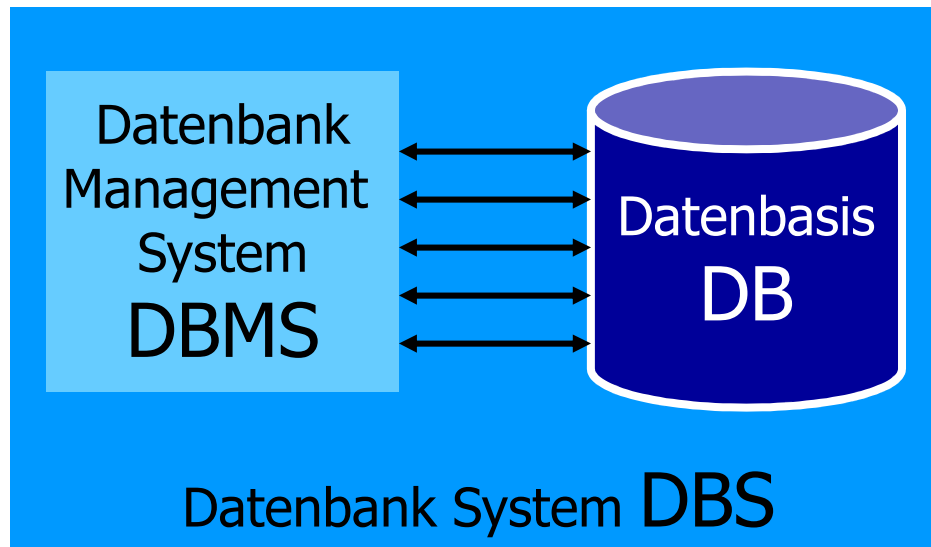 Datenbank
Management
System
DBMS
Datenbasis
DB
Datenbank System DBS